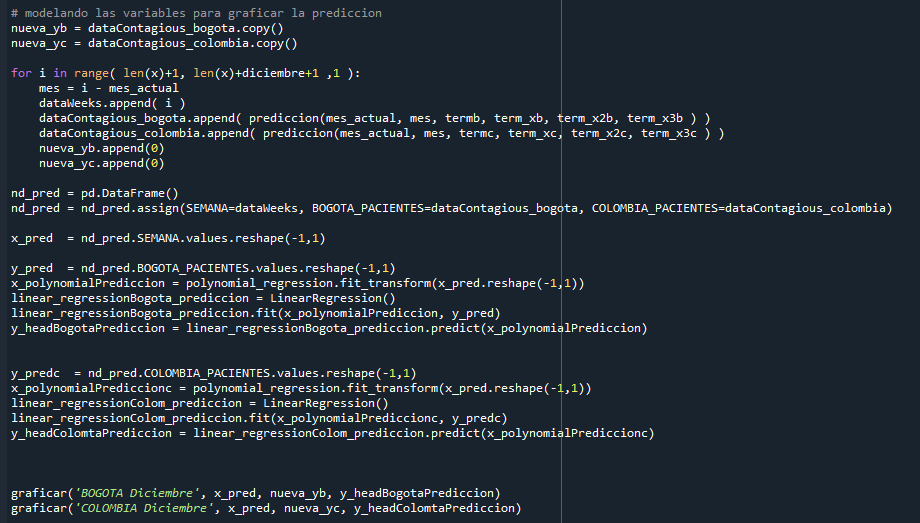 # modelando las variables para graficar la prediccion
nueva_yb = dataContagious_bogota.copy()
nueva_yc = dataContagious_colombia.copy()
for i in range( len(x)+1, len(x)+diciembre+1 ,1 ):
    mes = i - mes_actual
    dataWeeks.append( i )
    dataContagious_bogota.append( prediccion(mes_actual, mes, termb, term_xb, term_x2b, term_x3b ) )
    dataContagious_colombia.append( prediccion(mes_actual, mes, termc, term_xc, term_x2c, term_x3c ) )
    nueva_yb.append(0)
    nueva_yc.append(0)
nd_pred = pd.DataFrame()
nd_pred = nd_pred.assign(SEMANA=dataWeeks, BOGOTA_PACIENTES=dataContagious_bogota, COLOMBIA_PACIENTES=dataContagious_colombia)
x_pred  = nd_pred.SEMANA.values.reshape(-1,1)
y_pred  = nd_pred.BOGOTA_PACIENTES.values.reshape(-1,1)
x_polynomialPrediccion = polynomial_regression.fit_transform(x_pred.reshape(-1,1))
linear_regressionBogota_prediccion = LinearRegression()
linear_regressionBogota_prediccion.fit(x_polynomialPrediccion, y_pred)
y_headBogotaPrediccion = linear_regressionBogota_prediccion.predict(x_polynomialPrediccion)
y_predc  = nd_pred.COLOMBIA_PACIENTES.values.reshape(-1,1)
x_polynomialPrediccionc = polynomial_regression.fit_transform(x_pred.reshape(-1,1))
linear_regressionColom_prediccion = LinearRegression()
linear_regressionColom_prediccion.fit(x_polynomialPrediccionc, y_predc)
y_headColomtaPrediccion = linear_regressionColom_prediccion.predict(x_polynomialPrediccionc)
graficar('BOGOTA Diciembre', x_pred, nueva_yb, y_headBogotaPrediccion)
graficar('COLOMBIA Diciembre', x_pred, nueva_yc, y_headColomtaPrediccion)